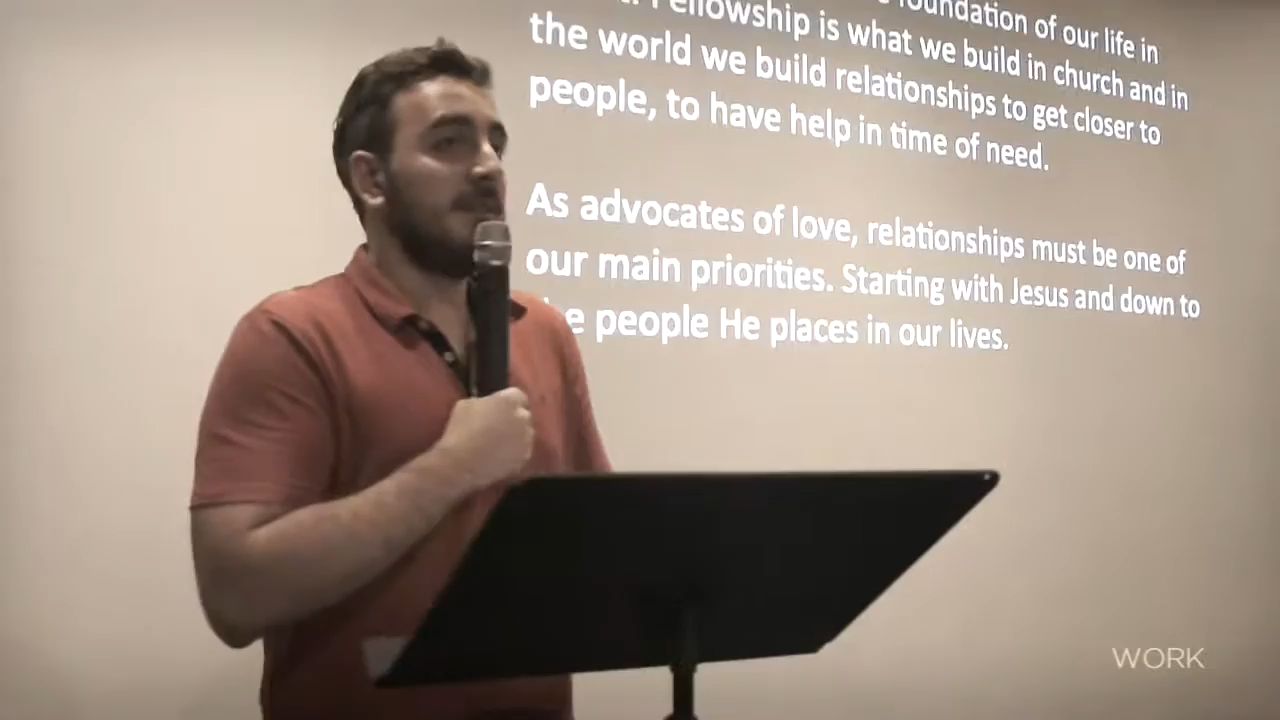 foundation of our life in
Fellowship is what we build in church and in
the world we build relationships to get closer to
people, to have help in time of need.
As advocates of love, relationships must be one of
our main priorities. Starting with Jesus and down to
he people He places in our lives.
WORK